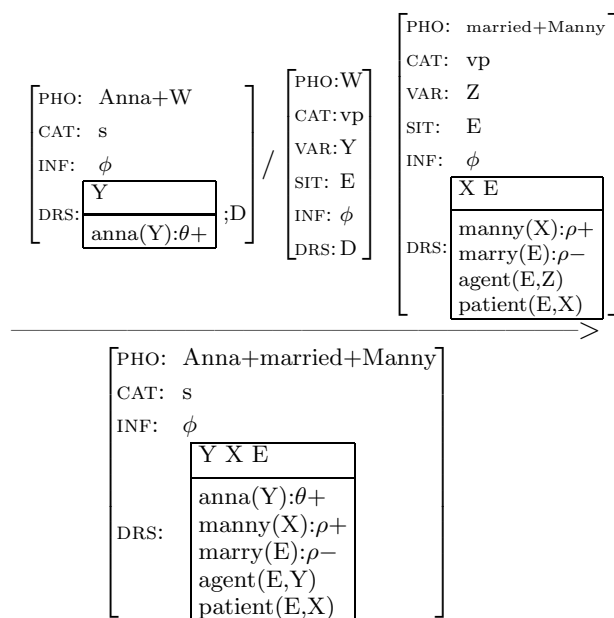 PHO: Anna+W
CAT: s
INF: ϕ
DRS: Y
anna(Y):θ+ ;D
/
PHO:W
CAT:vp
VAR:Y
SIT: E
INF: ϕ
DRS:D
PHO: married+Manny
CAT: vp
VAR: Z
SIT: E
INF: ϕ
DRS: X E
manny(X):ρ+
marry(E):ρ−
agent(E,Z)
patient(E,X)
>
PHO: Anna+married+Manny
CAT: s
INF: ϕ
DRS: Y X E
anna(Y):θ+
manny(X):ρ+
marry(E):ρ−
agent(E,Y)
patient(E,X)